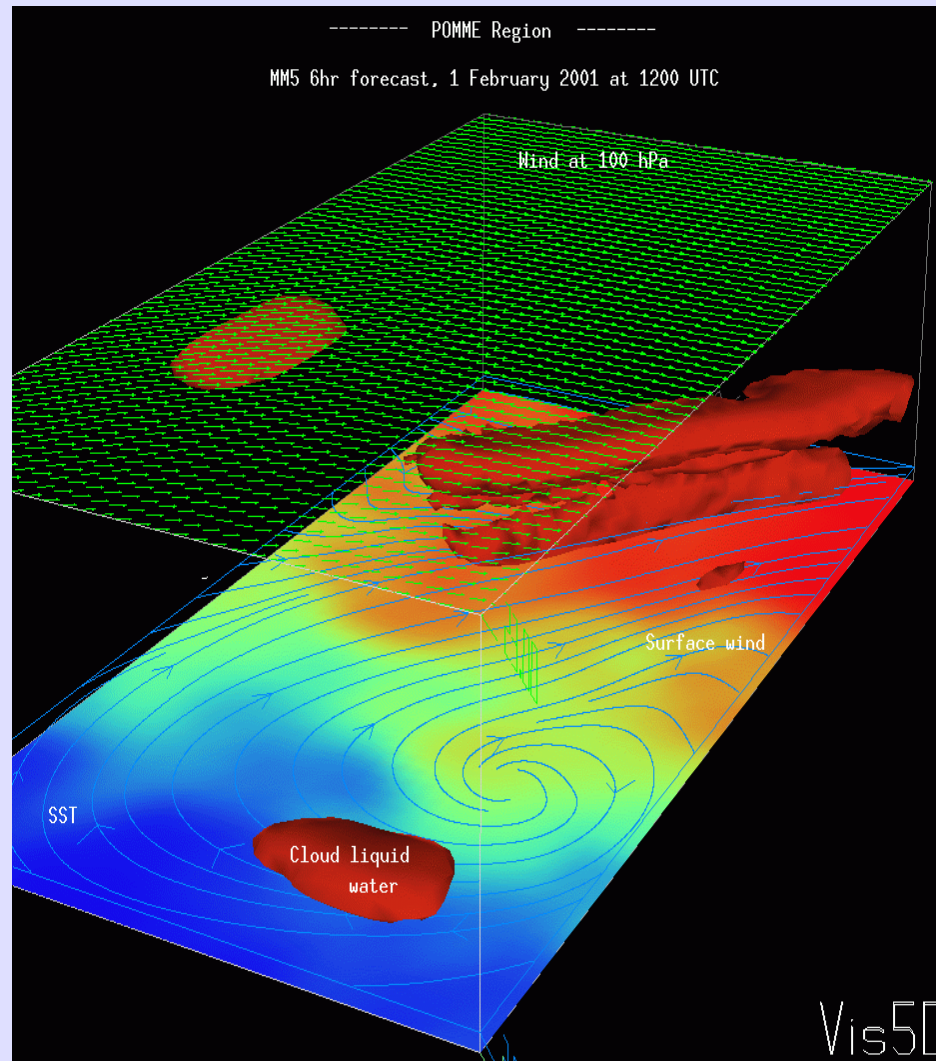 -------- POMME Region --------
MM5 6hr forecast, 1 February 2001 at 1200 UTC
Wind at 100 hPa
Surface wind
SST
Cloud liquid
water
Vis5D